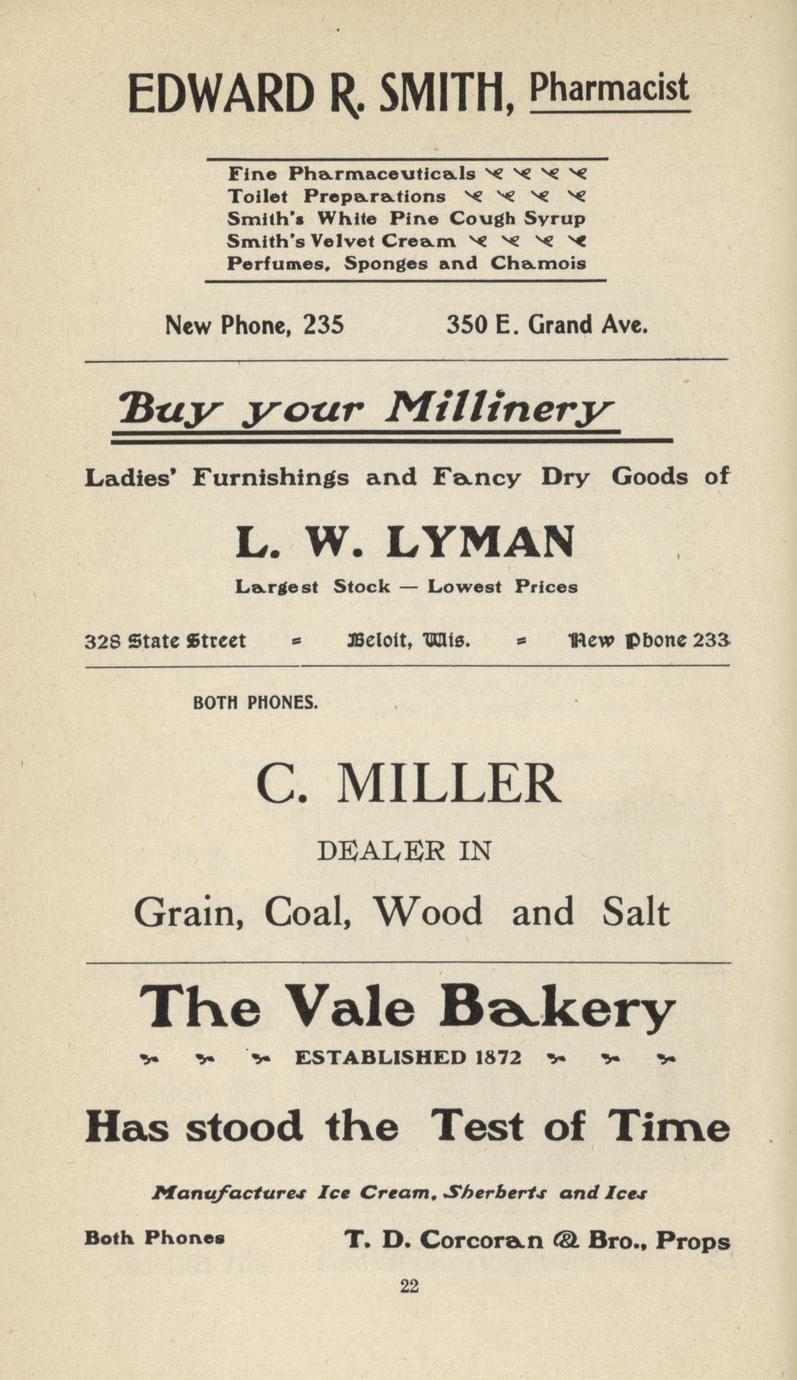 EDWARD R. SMITH, Pharmacist
Fine Pharmaceuticals
Toilet Preparations
Smith's White Pine Cough Syrup
Smith's Velvet Cream
Perfumes, Sponges and Chamois
New Phone, 235 350 E. Grand Ave.
Buy your Millinery
Ladies' Furnishings and Fancy Dry Goods of
L. W. LYMAN
Largest Stock — Lowest Prices
328 State Street = Beloit, Wis. = New Phone 233
BOTH PHONES.
C. MILLER
DEALER IN
Grain, Coal, Wood and Salt
The Vale Bakery
ESTABLISHED 1872
Has stood the Test of Time
Manufactures Ice Cream, Sherberts and Ices
Both Phones T. D. Corcoran & Bro., Props
22